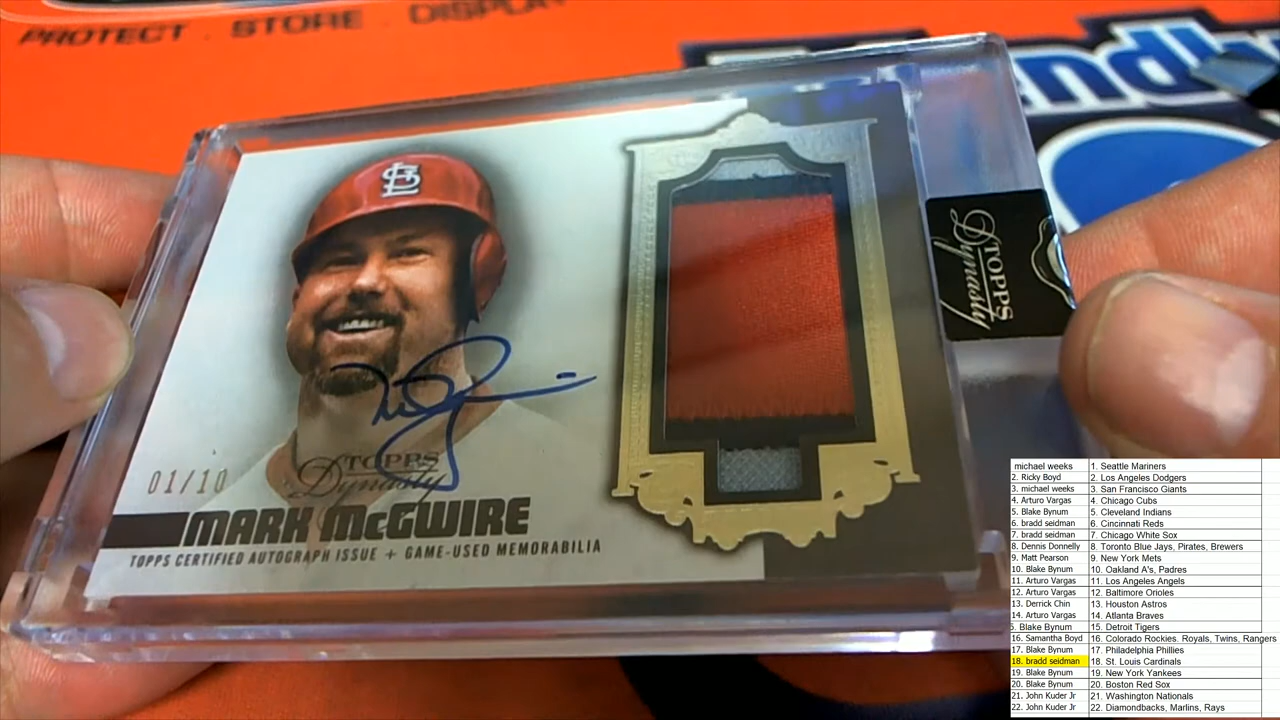 PROTECT . STORE . DISPLAY
endly
TOPPS
Dynasty
01/10
TOPPS
Dynasty
MARK McGWIRE
TOPPS CERTIFIED AUTOGRAPH ISSUE + GAME-USED MEMORABILIA
michael weeks 1. Seattle Mariners
2. Ricky Boyd 2. Los Angeles Dodgers
3. michael weeks 3. San Francisco Giants
4. Arturo Vargas 4. Chicago Cubs
5. Blake Bynum 5. Cleveland Indians
6. bradd seidman 6. Cincinnati Reds
7. bradd seidman 7. Chicago White Sox
8. Dennis Donnelly 8. Toronto Blue Jays, Pirates, Brewers
9. Matt Pearson 9. New York Mets
10. Blake Bynum 10. Oakland A's, Padres
11. Arturo Vargas 11. Los Angeles Angels
12. Arturo Vargas 12. Baltimore Orioles
13. Derrick Chin 13. Houston Astros
14. Arturo Vargas 14. Atlanta Braves
5. Blake Bynum 15. Detroit Tigers
16. Samantha Boyd 16. Colorado Rockies. Royals, Twins, Rangers
17. Blake Bynum 17. Philadelphia Phillies
18. bradd seidman 18. St. Louis Cardinals
19. Blake Bynum 19. New York Yankees
20. Blake Bynum 20. Boston Red Sox
21. John Kuder Jr 21. Washington Nationals
22. John Kuder Jr 22. Diamondbacks, Marlins, Rays